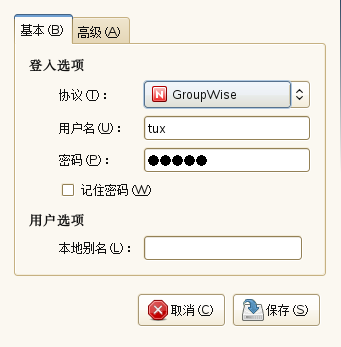 基本(B) 高级(A)
登人选项
协议(I)： GroupWise
用户名(U)： tux
密码(P)： ●●●●●
记住密码(W)
用户选项
本地别名(L)：
取消(C) 保存(S)